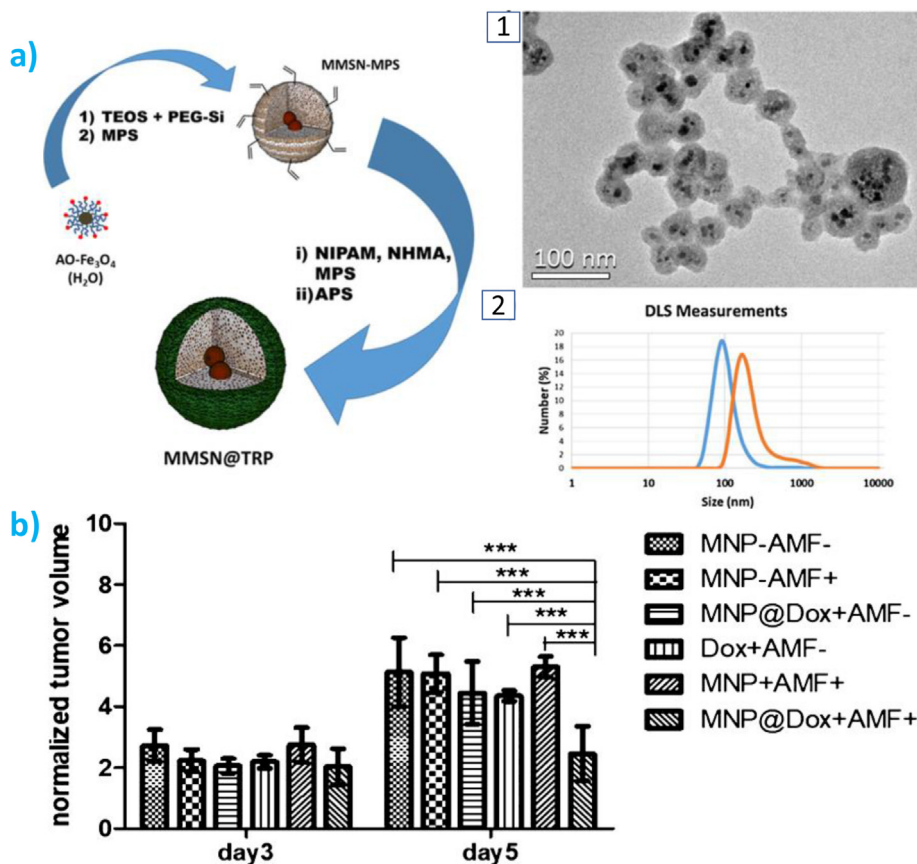 a)
MMSN-MPS
1) TEOS + PEG-Si
2) MPS
AO-Fe₃O₄
(H₂O)
i) NIPAM, NHMA,
MPS
ii)APS
MMSN@TRP
1
100 nm
2
DLS Measurements
Number (%)
20
18
16
14
12
10
8
6
4
2
0
1
10
100
1000
10000
Size (nm)
b)
normalized tumor volume
10
8
6
4
2
0
***
***
***
***
***
day3
day5
MNP-AMF-
MNP-AMF+
MNP@Dox+AMF-
Dox+AMF-
MNP+AMF+
MNP@Dox+AMF+